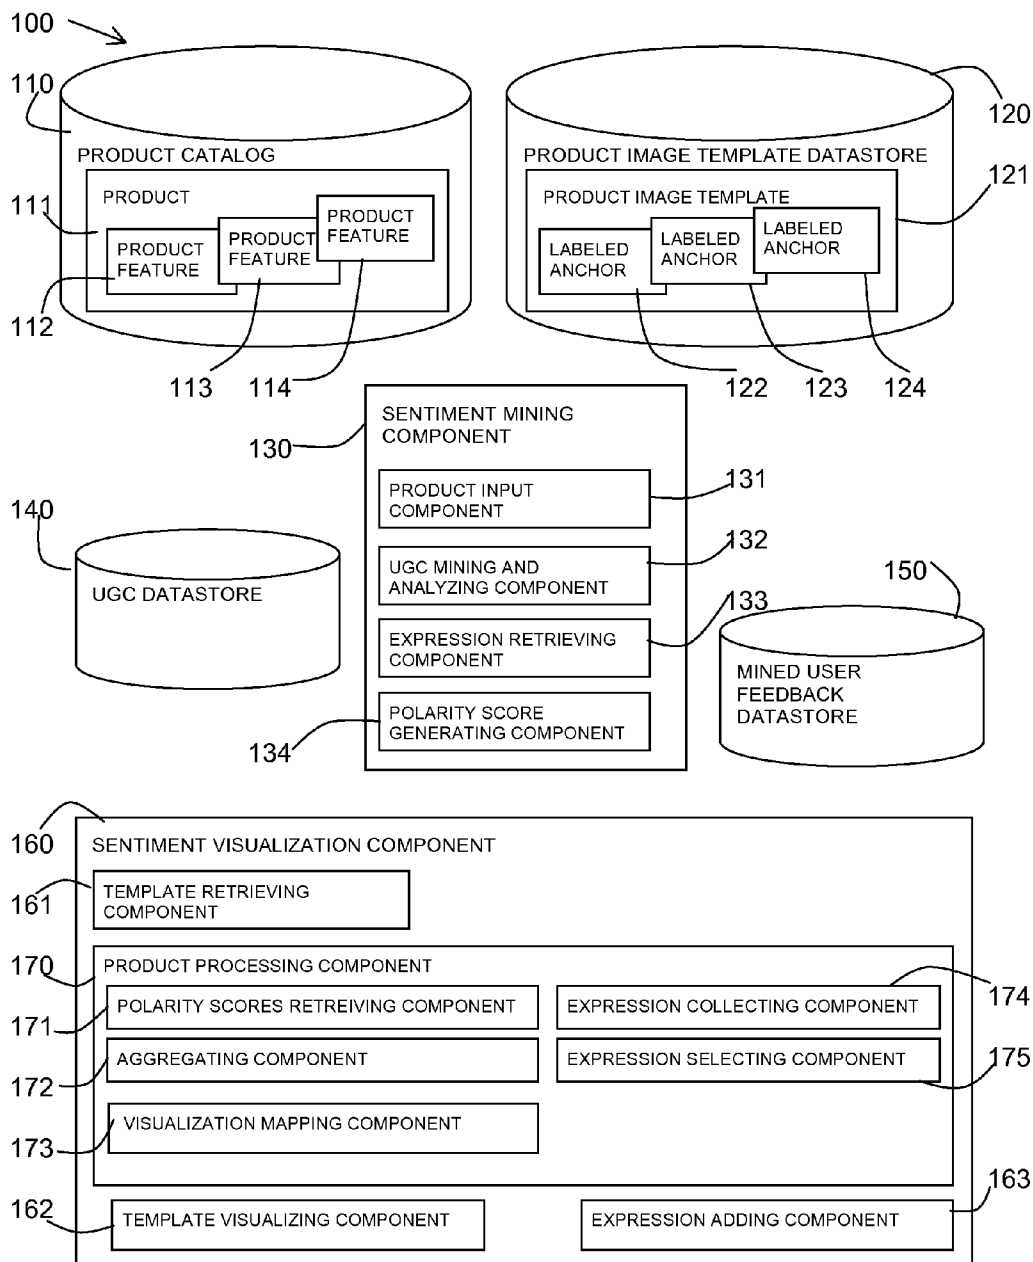 100
110
120
PRODUCT CATALOG
PRODUCT IMAGE TEMPLATE DATASTORE
121
111
PRODUCT
PRODUCT
FEATURE
PRODUCT
FEATURE
PRODUCT
FEATURE
PRODUCT IMAGE TEMPLATE
LABELED
ANCHOR
LABELED
ANCHOR
LABELED
ANCHOR
112
113
114
122
123
124
SENTIMENT MINING
COMPONENT
130
PRODUCT INPUT
COMPONENT
131
140
UGC DATASTORE
UGC MINING AND
ANALYZING COMPONENT
132
150
EXPRESSION RETRIEVING
COMPONENT
133
MINED USER
FEEDBACK
DATASTORE
POLARITY SCORE
GENERATING COMPONENT
134
160
SENTIMENT VISUALIZATION COMPONENT
161
TEMPLATE RETRIEVING
COMPONENT
170
PRODUCT PROCESSING COMPONENT
171
POLARITY SCORES RETREIVING COMPONENT
EXPRESSION COLLECTING COMPONENT
174
172
AGGREGATING COMPONENT
EXPRESSION SELECTING COMPONENT
175
173
VISUALIZATION MAPPING COMPONENT
162
TEMPLATE VISUALIZING COMPONENT
EXPRESSION ADDING COMPONENT
163